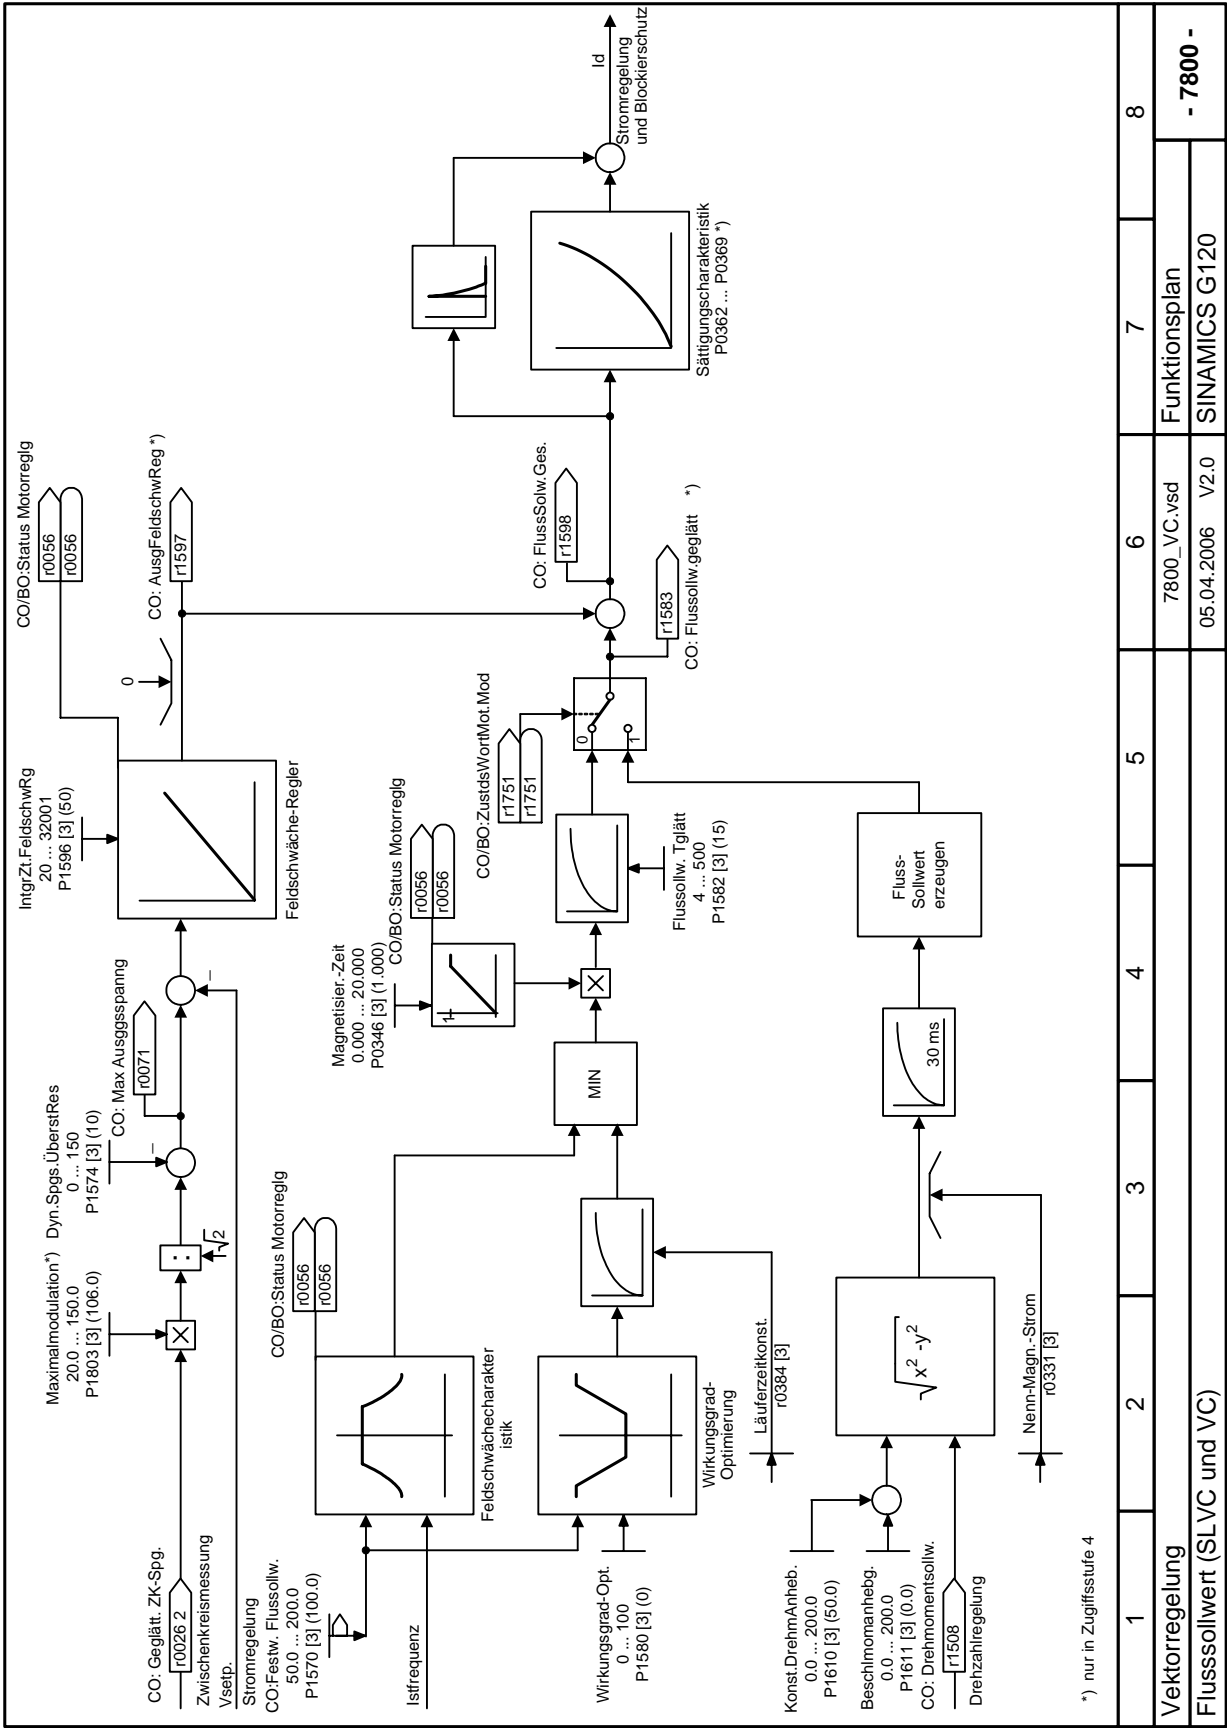 CO: Geglätt. ZK-Spg.
r0026 2
Zwischenkreismessung
Vsetp.
Stromregelung
Maximalmodulation*)
20.0 ... 150.0
P1803 [3] (106.0)
√2
Dyn.Spgs.ÜberstRes
0 ... 150
P1574 [3] (10)
–
CO: Max Ausggsspanng
r0071
–
IntgrZt.FeldschwRg
20 ... 32001
P1596 [3] (50)
Feldschwäche-Regler
CO/BO:Status Motorreglg
r0056
r0056
0
CO: AusgFeldschwReg *)
r1597
CO:Festw. Flussollw.
50.0 ... 200.0
P1570 [3] (100.0)
Istfrequenz
CO/BO:Status Motorreglg
r0056
r0056
Feldschwächecharakter
istik
Wirkungsgrad-Opt.
0 ... 100
P1580 [3] (0)
Wirkungsgrad-
Optimierung
Läuferzeitkonst.
r0384 [3]
MIN
Magnetisier.-Zeit
0.000 ... 20.000
P0346 [3] (1.000)
CO/BO:Status Motorreglg
r0056
r0056
1
Flussollw. Tglätt
4 ... 500
P1582 [3] (15)
CO/BO:ZustdsWortMot.Mod
r1751
r1751
0
1
r1583
CO: Flussollw.geglätt *)
CO: FlussSolw.Ges.
r1598
Sättigungscharakteristik
P0362 ... P0369 *)
Id
Stromregelung
und Blockierschutz
Konst.DrehmAnheb.
0.0 ... 200.0
P1610 [3] (50.0)
Beschlmomanhebg.
0.0 ... 200.0
P1611 [3] (0.0)
CO: Drehmomentsollw.
r1508
Drehzahlregelung
√x² -y²
Nenn-Magn.-Strom
r0331 [3]
30 ms
Fluss-
Sollwert
erzeugen
*) nur in Zugiffsstufe 4
1 2 3 4 5 6 7 8
Vektorregelung
7800_VC.vsd
Funktionsplan
- 7800 -
Flusssollwert (SLVC und VC)
05.04.2006 V2.0
SINAMICS G120